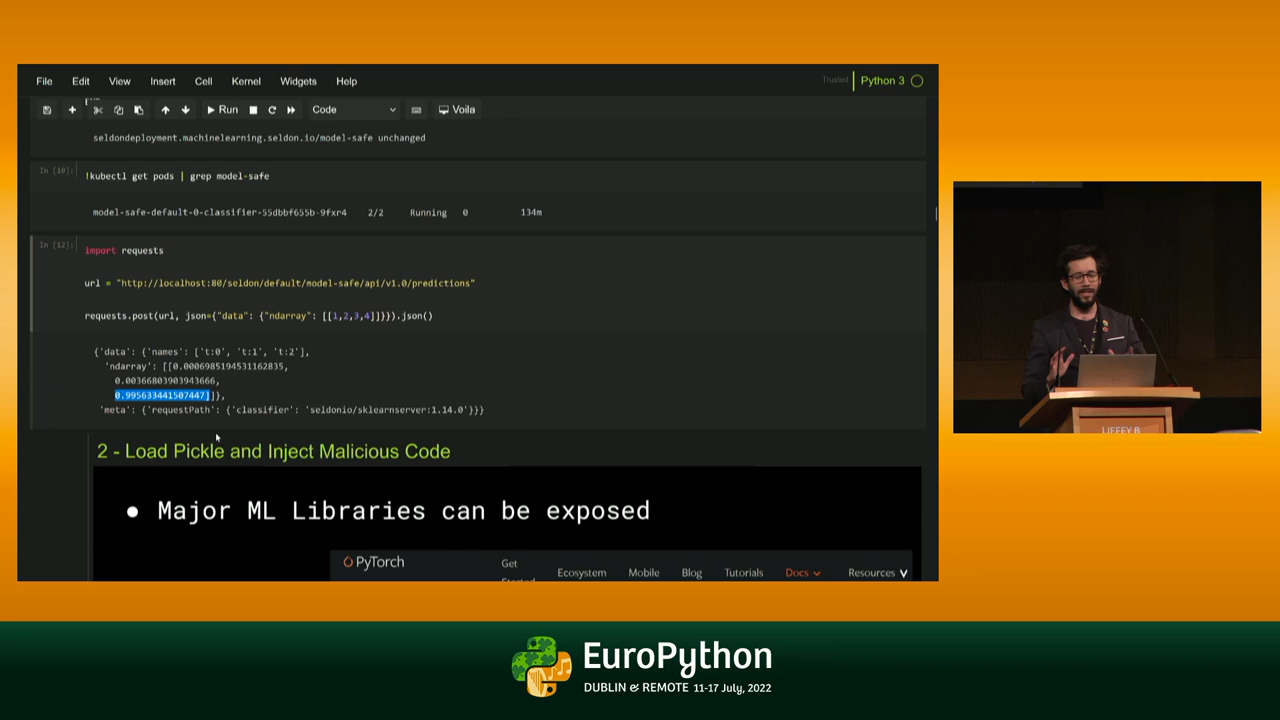 File Edit View Insert Cell Kernel Widgets Help
Trusted Python 3
Run Code Voila
seldondeployment.machinelearning.seldon.io/model-safe unchanged
In [10]: !kubectl get pods | grep model-safe
model-safe-default-0-classifier-55dbbf655b-9fxr4 2/2 Running 0 134m
In [12]: import requests
url = "http://localhost:80/seldon/default/model-safe/api/v1.0/predictions"
requests.post(url, json={"data": {"ndarray": [[1,2,3,4]]}}).json()
{'data': {'names': ['t:0', 't:1', 't:2'],
'ndarray': [[0.0006985194531162835,
0.00366803903943666,
0.995633441507447]]},
'meta': {'requestPath': {'classifier': 'seldonio/sklearnserver:1.14.0'}}}
2 - Load Pickle and Inject Malicious Code
● Major ML Libraries can be exposed
PyTorch
Get
Started
Ecosystem Mobile Blog Tutorials Docs Resources
LIFFEY B
EuroPython
DUBLIN & REMOTE 11-17 July, 2022